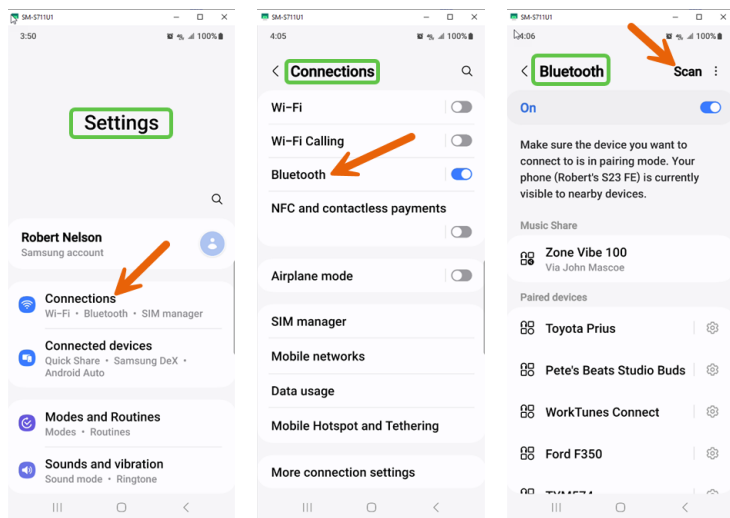 SM-S711U1
3:50
100%
Settings
Robert Nelson
Samsung account
Connections
Wi-Fi • Bluetooth • SIM manager
Connected devices
Quick Share • Samsung DeX •
Android Auto
Modes and Routines
Modes • Routines
Sounds and vibration
Sound mode • Ringtone
SM-S711U1
4:05
100%
Connections
Wi-Fi
Wi-Fi Calling
Bluetooth
NFC and contactless payments
Airplane mode
SIM manager
Mobile networks
Data usage
Mobile Hotspot and Tethering
More connection settings
SM-S711U1
4:06
100%
Bluetooth
Scan
On
Make sure the device you want to
connect to is in pairing mode. Your
phone (Robert's S23 FE) is currently
visible to nearby devices.
Music Share
Zone Vibe 100
Via John Mascoe
Paired devices
Toyota Prius
Pete's Beats Studio Buds
WorkTunes Connect
Ford F350